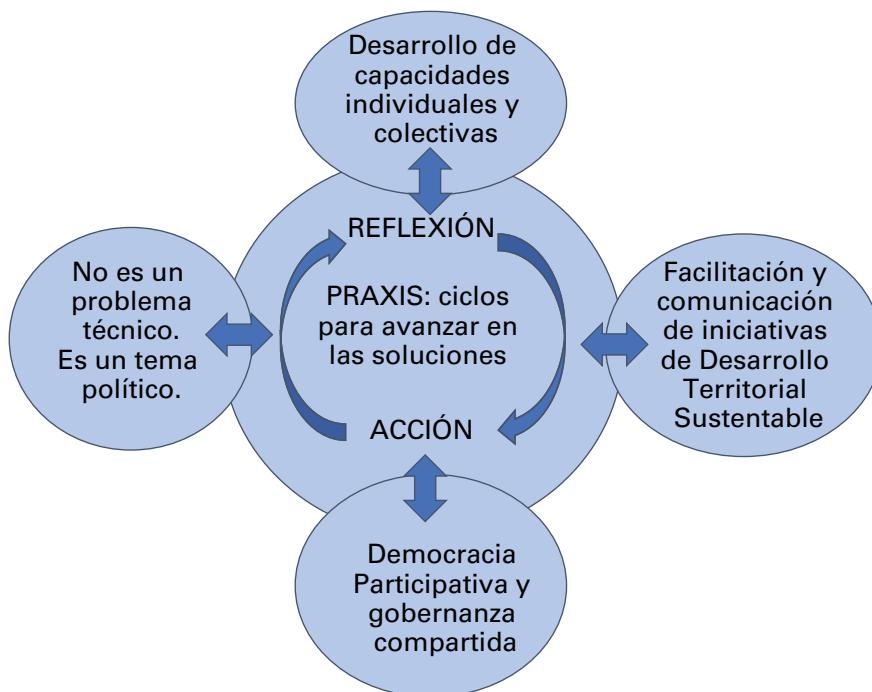 Desarrollo de
capacidades
individuales y
colectivas
REFLEXIÓN
No es un
problema
técnico.
Es un tema
político.
PRAXIS: ciclos
para avanzar en
las soluciones
Facilitación y
comunicación
de iniciativas
de Desarrollo
Territorial
Sustentable
ACCIÓN
Democracia
Participativa y
gobernanza
compartida